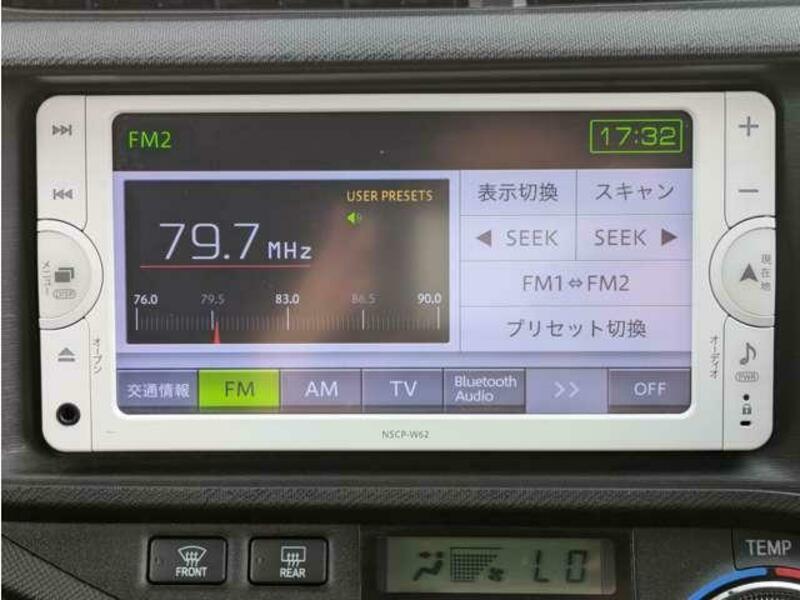 FM2
17:32
USER PRESETS
79.7 MHz
76.0 79.5 83.0 86.5 90.0
表示切換 スキャン
◀ SEEK SEEK ▶
FM1⇔FM2
プリセット切換
交通情報 FM AM TV Bluetooth Audio >> OFF
メニュー
DISP
オープン
現在地
オーディオ
PWR
NSCP-W62
FRONT
REAR
LO
TEMP